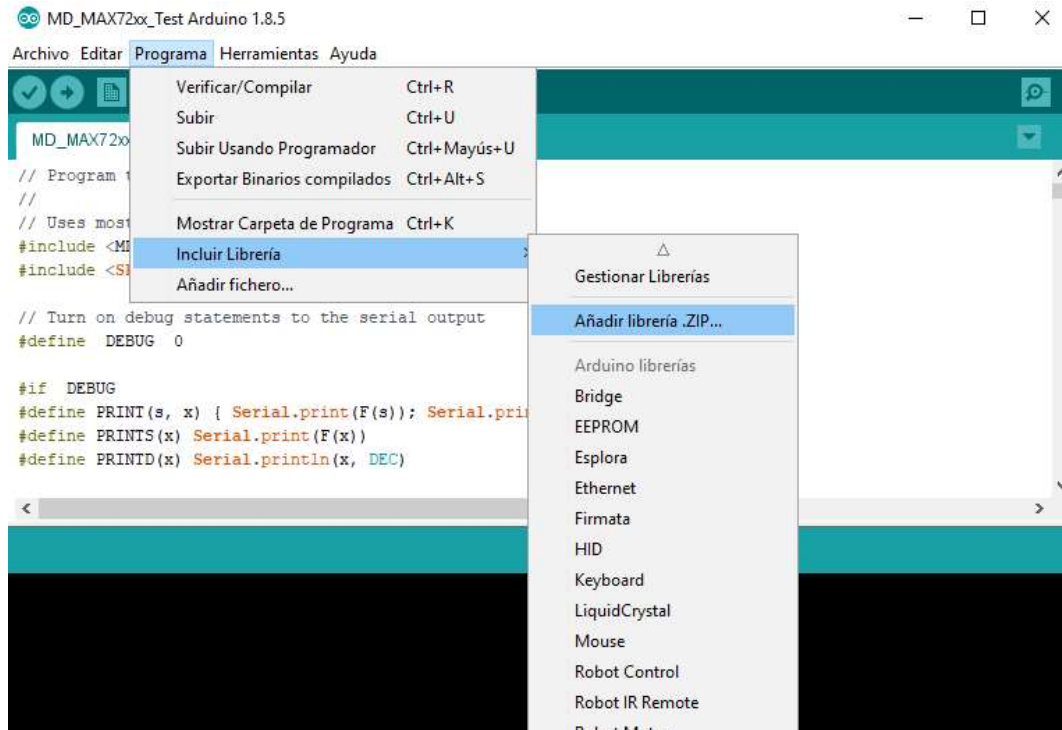 MD_MAX72xx_Test Arduino 1.8.5
Archivo Editar Programa Herramientas Ayuda
Verificar/Compilar Ctrl+R
Subir Ctrl+U
Subir Usando Programador Ctrl+Mayús+U
Exportar Binarios compilados Ctrl+Alt+S
Mostrar Carpeta de Programa Ctrl+K
Incluir Librería
Añadir fichero...
Gestionar Librerías
Añadir librería .ZIP...
Arduino librerías
Bridge
EEPROM
Esplora
Ethernet
Firmata
HID
Keyboard
LiquidCrystal
Mouse
Robot Control
Robot IR Remote
MD_MAX72xx
// Program
//
// Uses most
#include <MD
#include <
// Turn on debug statements to the serial output
#define DEBUG 0
#if DEBUG
#define PRINT(s, x) { Serial.print(F(s)); Serial.pri
#define PRINTS(x) Serial.print(F(x))
#define PRINTD(x) Serial.println(x, DEC)